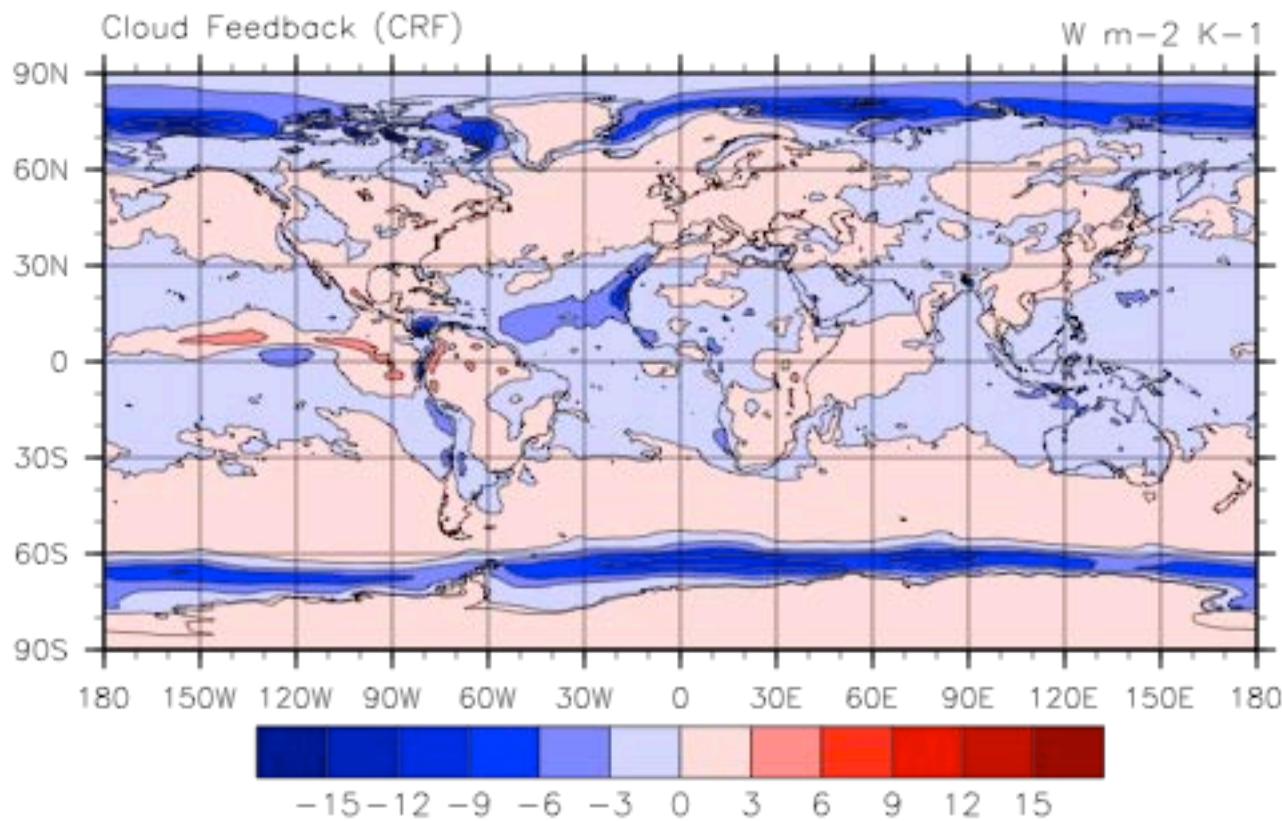 Cloud Feedback (CRF) W m−2 K−1
90N
60N
30N
0
30S
60S
90S
180 150W 120W 90W 60W 30W 0 30E 60E 90E 120E 150E 180
−15 −12 −9 −6 −3 0 3 6 9 12 15